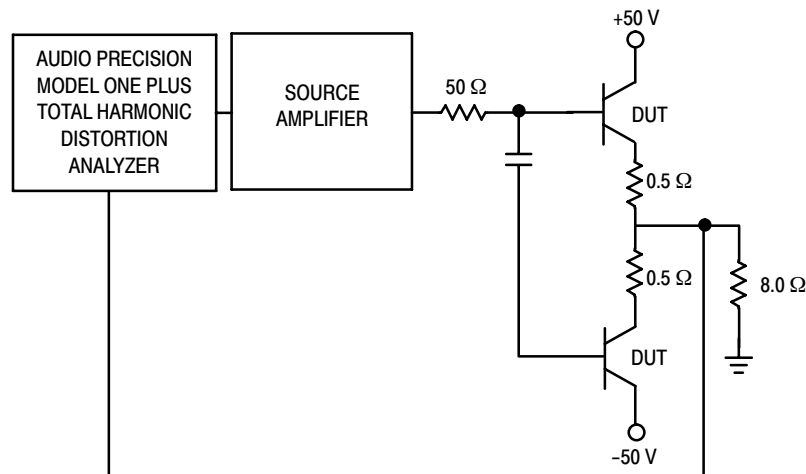 +50 V
AUDIO PRECISION
MODEL ONE PLUS
TOTAL HARMONIC
DISTORTION
ANALYZER
SOURCE
AMPLIFIER
50 Ω
DUT
0.5 Ω
0.5 Ω
8.0 Ω
DUT
–50 V